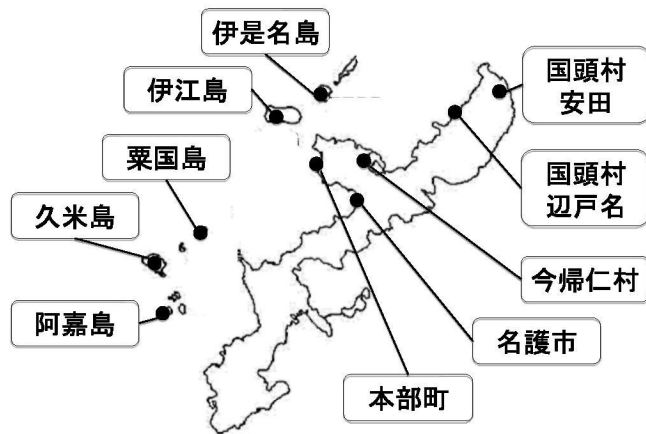 伊是名島
伊江島
粟国島
久米島
阿嘉島
国頭村
安田
国頭村
辺戸名
今帰仁村
名護市
本部町